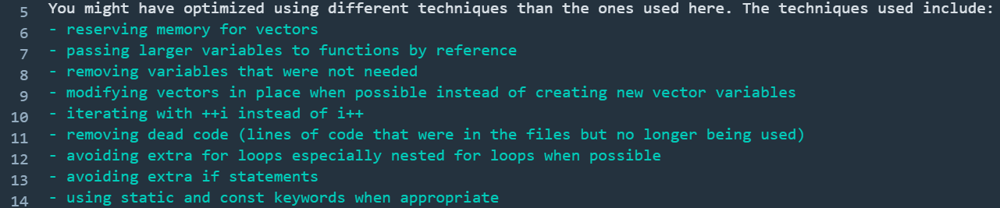 5 You might have optimized using different techniques than the ones used here. The techniques used include:
6 - reserving memory for vectors
7 - passing larger variables to functions by reference
8 - removing variables that were not needed
9 - modifying vectors in place when possible instead of creating new vector variables
10 - iterating with ++i instead of i++
11 - removing dead code (lines of code that were in the files but no longer being used)
12 - avoiding extra for loops especially nested for loops when possible
13 - avoiding extra if statements
14 - using static and const keywords when appropriate